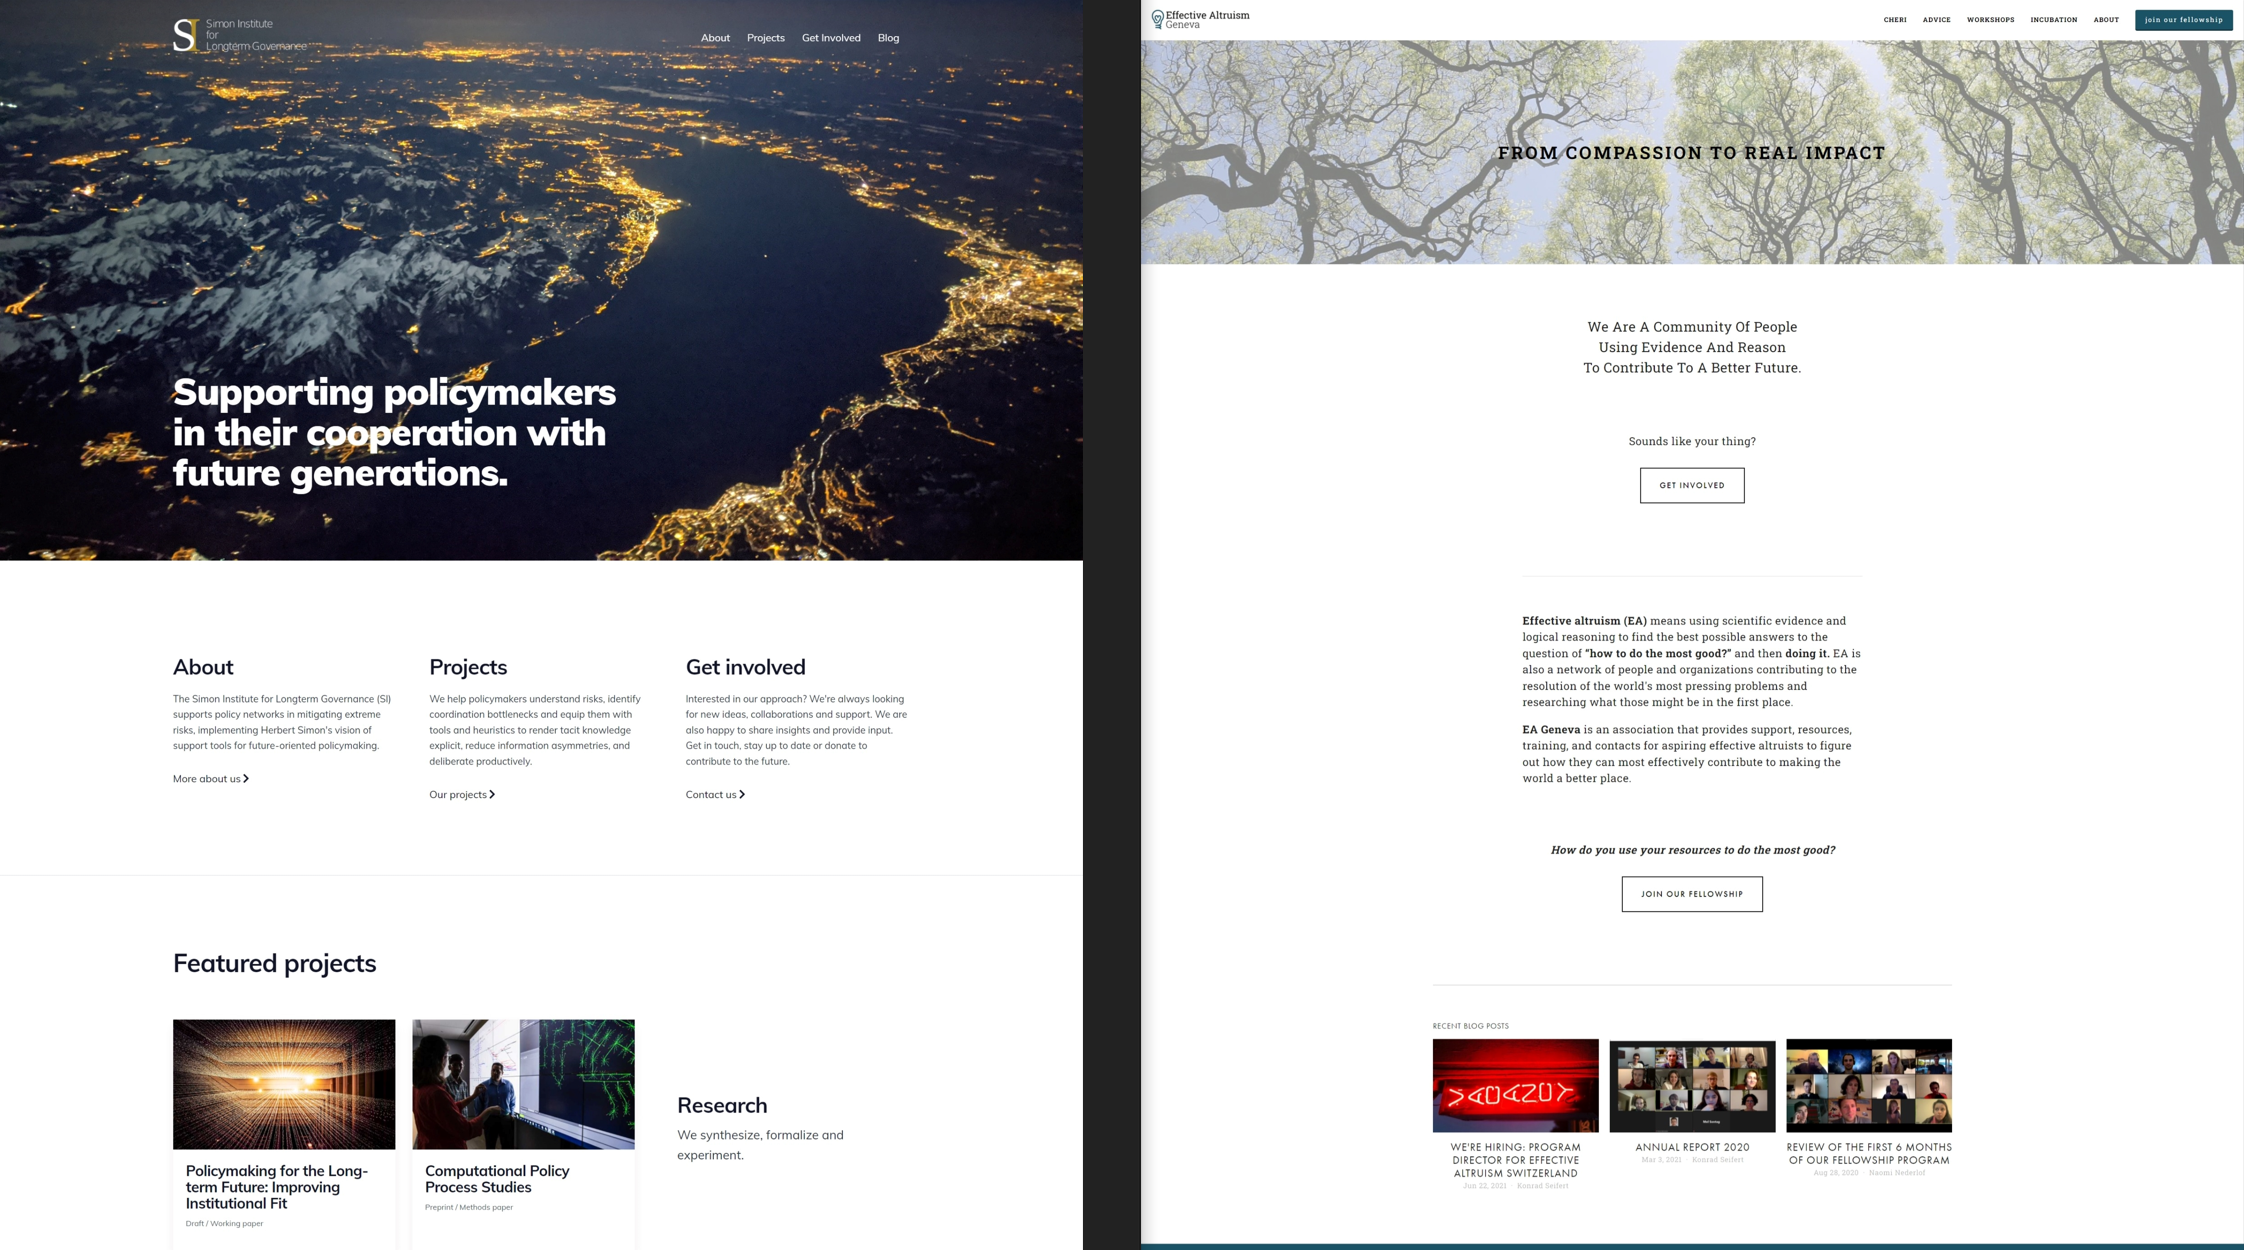 Simon Institute
for
Longterm Governance
About Projects Get Involved Blog
Supporting policymakers
in their cooperation with
future generations.
About
The Simon Institute for Longterm Governance (SI)
supports policy networks in mitigating extreme
risks, implementing Herbert Simon's vision of
support tools for future-oriented policymaking.
More about us
Projects
We help policymakers understand risks, identify
coordination bottlenecks and equip them with
tools and heuristics to render tacit knowledge
explicit, reduce information asymmetries, and
deliberate productively.
Our projects
Get involved
Interested in our approach? We're always looking
for new ideas, collaborations and support. We are
also happy to share insights and provide input.
Get in touch, stay up to date or donate to
contribute to the future.
Contact us
Featured projects
Policymaking for the Long-
term Future: Improving
Institutional Fit
Draft / Working paper
Computational Policy
Process Studies
Preprint / Methods paper
Research
We synthesize, formalize and
experiment.
Effective Altruism
Geneva
CHERI ADVICE WORKSHOPS INCUBATION ABOUT join our fellowship
FROM COMPASSION TO REAL IMPACT
We Are A Community Of People
Using Evidence And Reason
To Contribute To A Better Future.
Sounds like your thing?
GET INVOLVED
Effective altruism (EA) means using scientific evidence and
logical reasoning to find the best possible answers to the
question of "how to do the most good?" and then doing it. EA is
also a network of people and organizations contributing to the
resolution of the world's most pressing problems and
researching what those might be in the first place.
EA Geneva is an association that provides support, resources,
training, and contacts for aspiring effective altruists to figure
out how they can most effectively contribute to making the
world a better place.
How do you use your resources to do the most good?
JOIN OUR FELLOWSHIP
RECENT BLOG POSTS
WE'RE HIRING: PROGRAM
DIRECTOR FOR EFFECTIVE
ALTRUISM SWITZERLAND
Jun 22, 2021 · Konrad Seifert
ANNUAL REPORT 2020
Mar 3, 2021 · Konrad Seifert
REVIEW OF THE FIRST 6 MONTHS
OF OUR FELLOWSHIP PROGRAM
Aug 28, 2020 · Naomi Nederlof